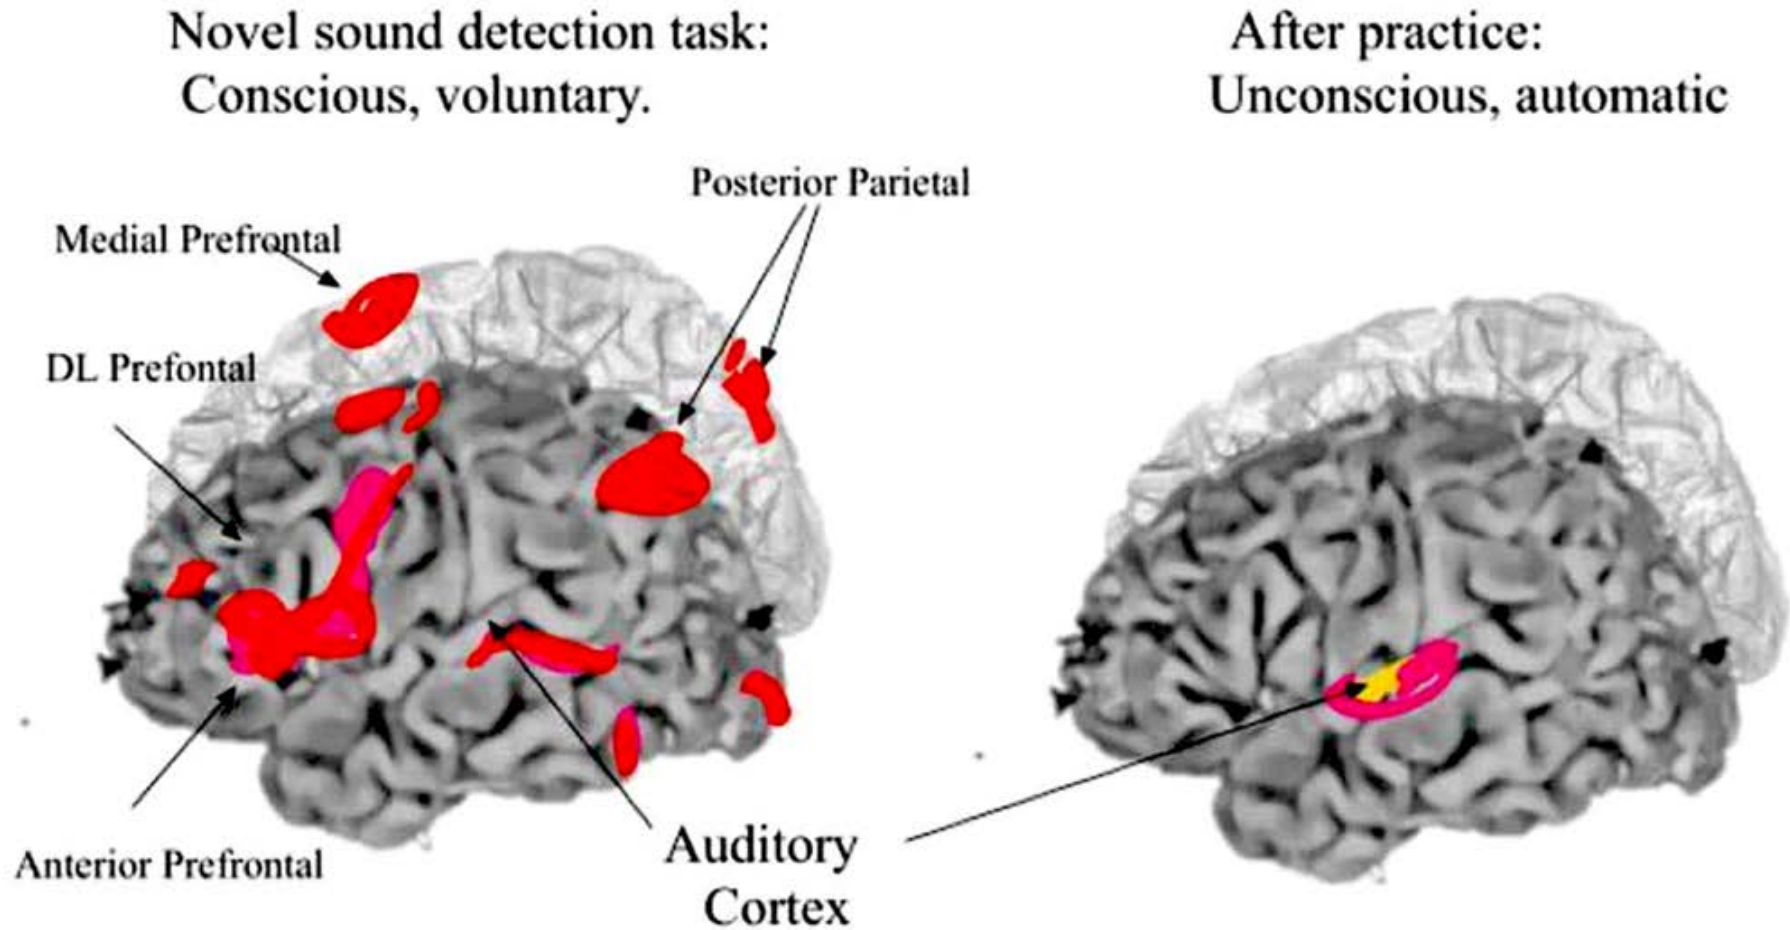 Novel sound detection task:
Conscious, voluntary.
After practice:
Unconscious, automatic
Posterior Parietal
Medial Prefrontal
DL Prefontal
Anterior Prefrontal
Auditory
Cortex